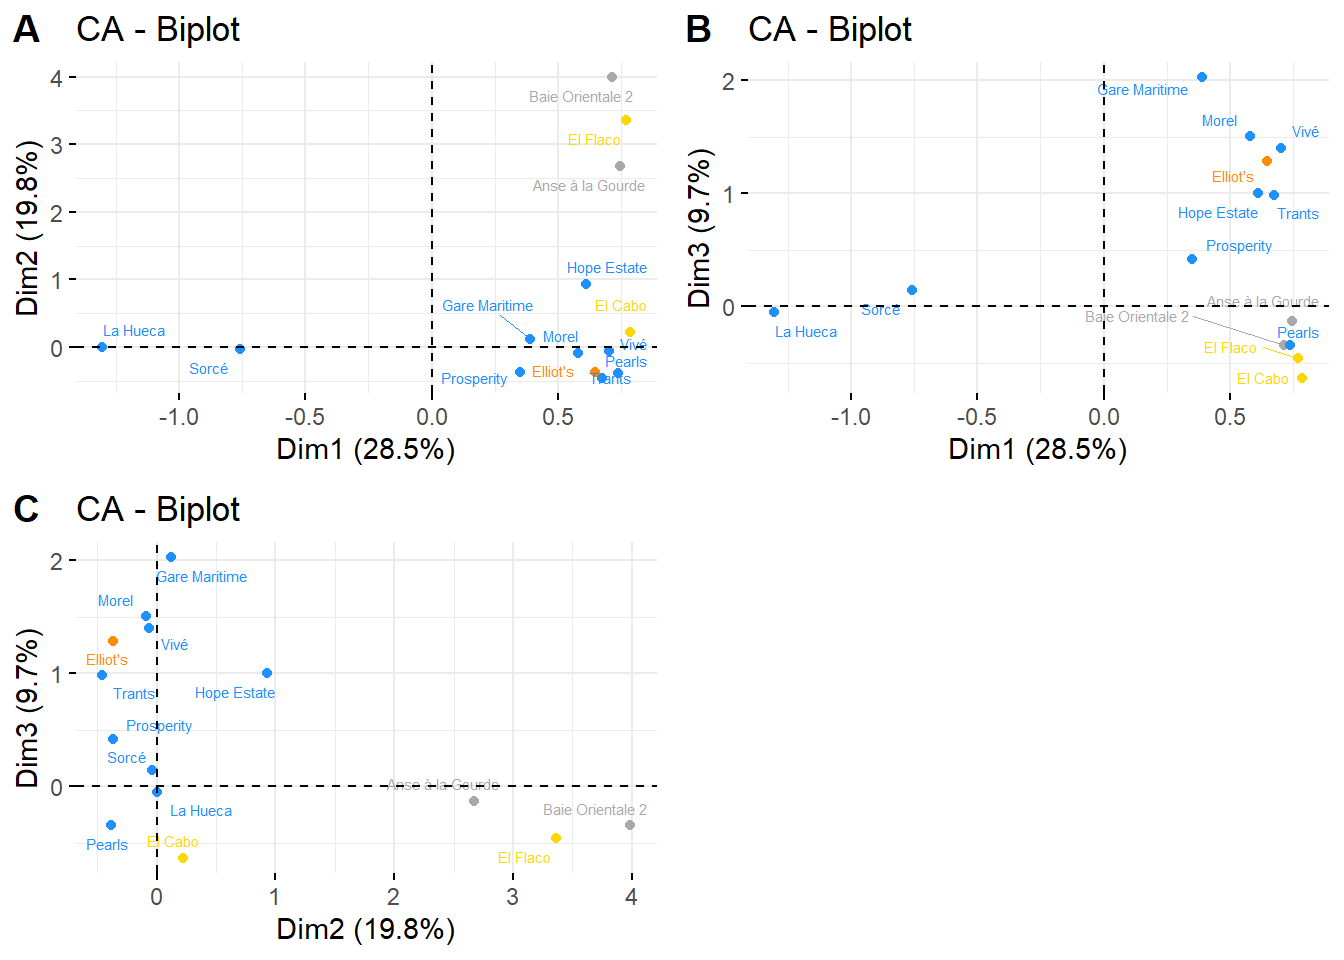 A CA - Biplot
4
3
2
1
0
Dim2 (19.8%)
Baie Orientale 2
El Flaco
Anse à la Gourde
Hope Estate
Gare Maritime
El Cabo
La Hueca
Morel
Vivé
Sorcé
Pearls
Prosperity
Elliot's
Trants
-1.0 -0.5 0.0 0.5
Dim1 (28.5%)
B CA - Biplot
2
1
0
Dim3 (9.7%)
Gare Maritime
Morel
Vivé
Elliot's
Hope Estate
Trants
Prosperity
Anse à la Gourde
Sorcé
Baie Orientale 2
La Hueca
Pearls
El Flaco
El Cabo
-1.0 -0.5 0.0 0.5
Dim1 (28.5%)
C CA - Biplot
2
1
0
Dim3 (9.7%)
Gare Maritime
Morel
Vivé
Elliot's
Trants
Hope Estate
Prosperity
Sorcé
Anse à la Gourde
La Hueca
Baie Orientale 2
Pearls
El Cabo
El Flaco
0 1 2 3 4
Dim2 (19.8%)